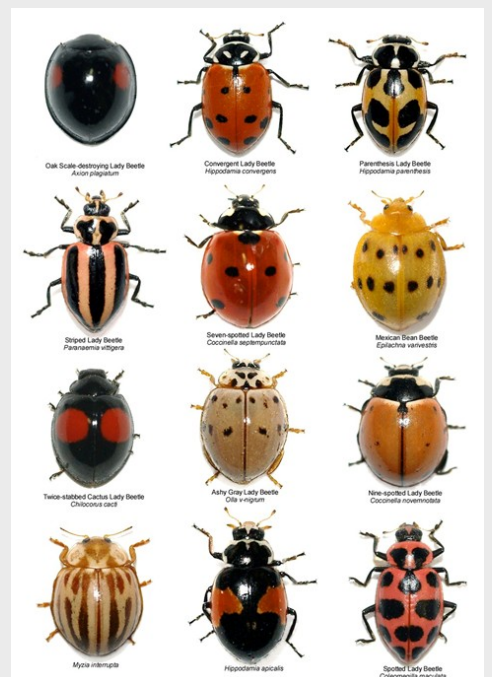 Oak Scale-destroying Lady Beetle
Axion plagiatum
Convergent Lady Beetle
Hippodamia convergens
Parenthesis Lady Beetle
Hippodamia parenthesis
Striped Lady Beetle
Paranaemia vittigera
Seven-spotted Lady Beetle
Coccinella septempunctata
Mexican Bean Beetle
Epilachna varivestis
Twice-stabbed Cactus Lady Beetle
Chilocorus cacti
Ashy Gray Lady Beetle
Olla v-nigrum
Nine-spotted Lady Beetle
Coccinella novemnotata
Myzia interrupta
Hippodamia apicalis
Spotted Lady Beetle
Coleomegilla maculata